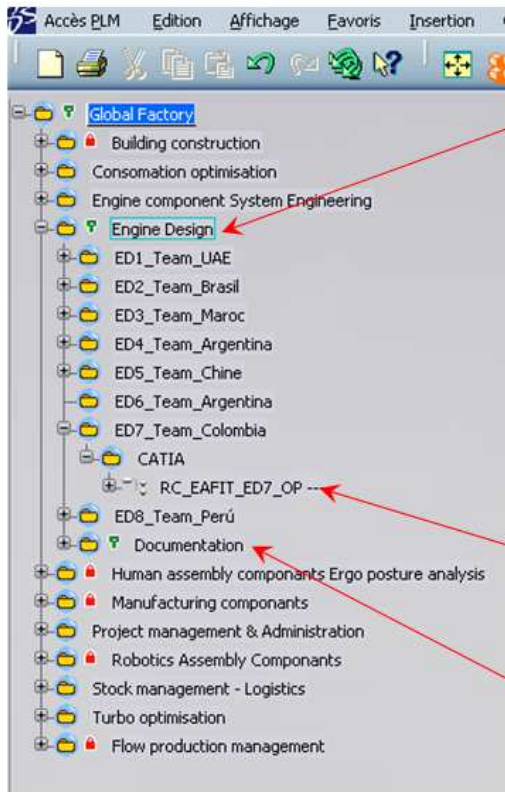 Accès PLM Edition Affichage Favoris Insertion
Global Factory
Building construction
Consomation optimisation
Engine component System Engineering
Engine Design
ED1_Team_UAE
ED2_Team_Brasil
ED3_Team_Maroc
ED4_Team_Argentina
ED5_Team_Chine
ED6_Team_Argentina
ED7_Team_Colombia
CATIA
RC_EAFIT_ED7_OP ---
ED8_Team_Perú
Documentation
Human assembly components Ergo posture analysis
Manufacturing components
Project management & Administration
Robotics Assembly Componants
Stock management - Logistics
Turbo optimisation
Flow production management